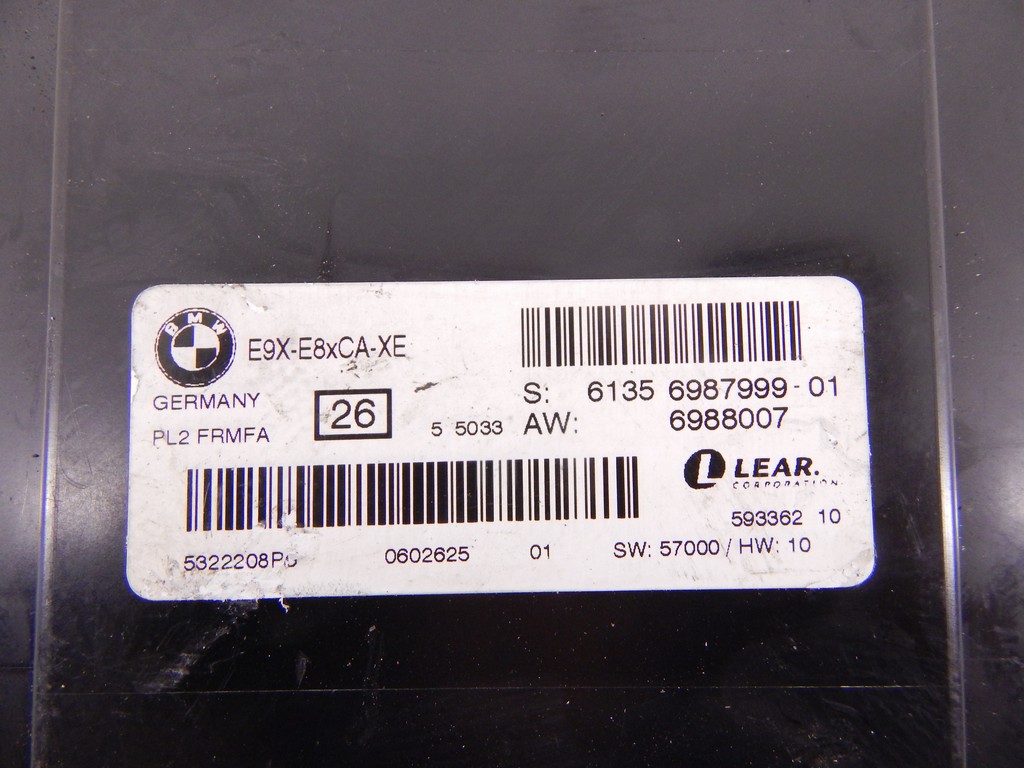 BMW
E9X-E8xCA-XE
GERMANY
PL2 FRMFA
26
5 5033
S: 6135 6987999-01
AW: 6988007
LEAR.
CORPORATION
593362 10
0602625 01
SW: 57000 / HW: 10